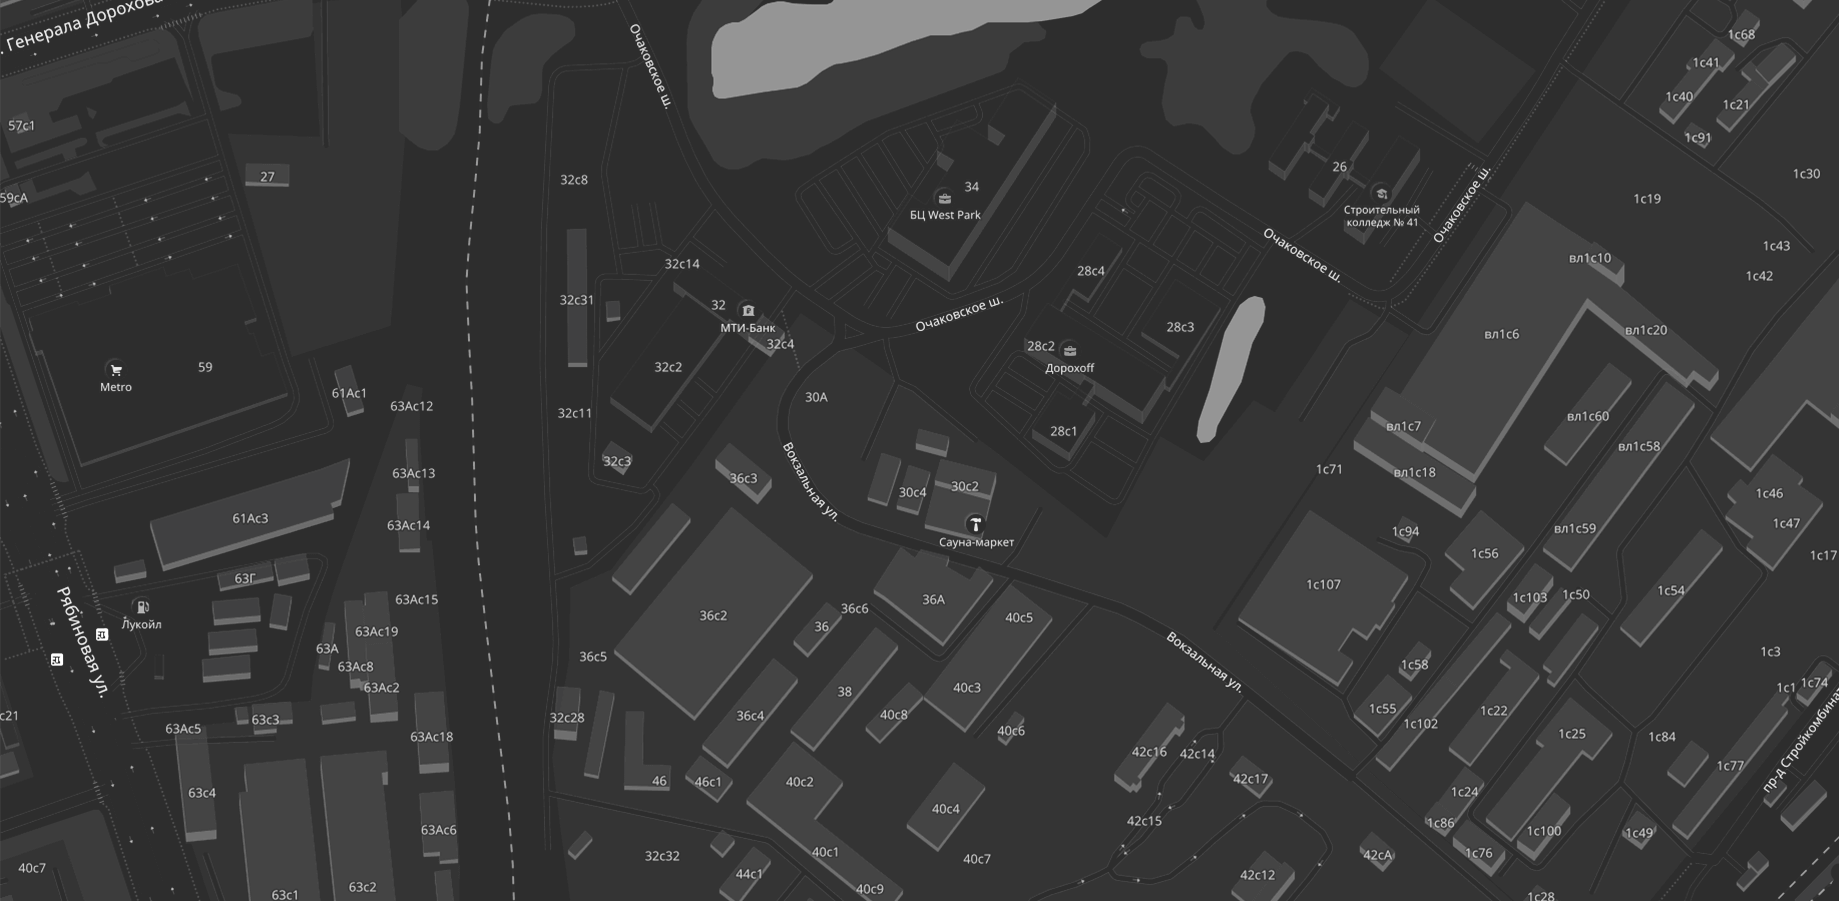 . Генерала Дорохова
57с1
59сА
27
Metro
59
61Ас1
63Ас12
63Ас13
61Ас3
63Ас14
63Г
63Ас15
Лукойл
Рябиновая ул.
63Ас19
63А
63Ас8
63Ас2
с21
63Ас5
63с3
63Ас18
63с4
63Ас6
40с7
63с1
63с2
Очаковское ш.
32с8
32с14
32с31
32
МТИ-Банк
32с4
32с2
32с11
32с3
34
БЦ West Park
Очаковское ш.
28с4
28с3
28с2
Дорохоff
28с1
26
Строительный
колледж № 41
Очаковское ш.
Очаковское ш.
30А
Вокзальная ул.
36с3
30с4
30с2
Сауна-маркет
36А
36с2
36с6
36
40с5
36с5
38
40с3
36с4
40с8
32с28
40с6
46
46с1
40с2
40с4
32с32
40с1
40с7
44с1
40с9
Вокзальная ул.
42с16
42с14
42с17
42с15
42сА
42с12
1с68
1с41
1с40
1с21
1с91
1с30
1с19
1с43
1с42
вл1с10
вл1с6
вл1с20
вл1с7
вл1с60
вл1с58
1с71
вл1с18
1с46
1с47
1с94
вл1с59
1с56
1с17
1с107
1с103
1с50
1с54
1с58
1с3
1с1
1с74
1с55
1с102
1с22
1с25
1с84
1с77
пр-д Стройкомбина
1с24
1с86
1с100
1с49
1с76
1с28